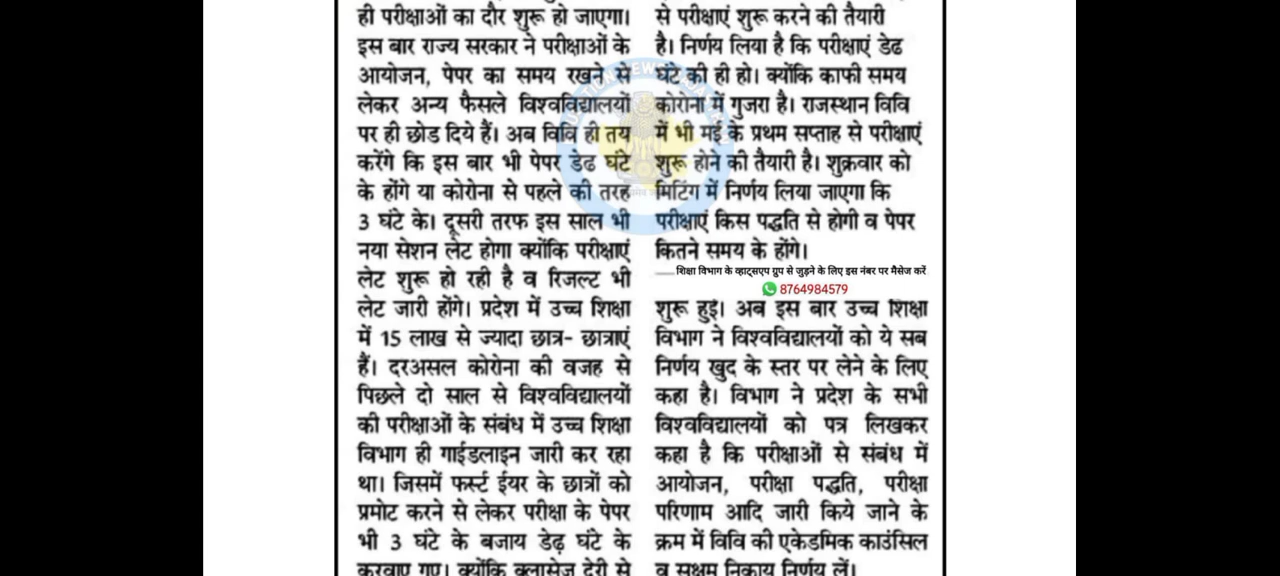 ही परीक्षाओं का दौर शुरू हो जाएगा।
इस बार राज्य सरकार ने परीक्षाओं के
आयोजन, पेपर का समय रखने से
लेकर अन्य फैसले विश्वविद्यालयों
पर ही छोड दिये हैं। अब विवि ही तय
करेंगे कि इस बार भी पेपर डेढ घंटे
के होंगे या कोरोना से पहले की तरह
3 घंटे के। दूसरी तरफ इस साल भी
नया सेशन लेट होगा क्योंकि परीक्षाएं
लेट शुरू हो रही है व रिजल्ट भी
लेट जारी होंगे। प्रदेश में उच्च शिक्षा
में 15 लाख से ज्यादा छात्र- छात्राएं
हैं। दरअसल कोरोना की वजह से
पिछले दो साल से विश्वविद्यालयों
की परीक्षाओं के संबंध में उच्च शिक्षा
विभाग ही गाईडलाइन जारी कर रहा
था। जिसमें फर्स्ट ईयर के छात्रों को
प्रमोट करने से लेकर परीक्षा के पेपर
भी 3 घंटे के बजाय डेढ़ घंटे के
करवाए गए। क्योंकि क्लासेज देरी से
से परीक्षाएं शुरू करने की तैयारी
है। निर्णय लिया है कि परीक्षाएं डेढ
घंटे की ही हो। क्योंकि काफी समय
कोरोना में गुजरा है। राजस्थान विवि
में भी मई के प्रथम सप्ताह से परीक्षाएं
शुरू होने की तैयारी है। शुक्रवार को
मिटिंग में निर्णय लिया जाएगा कि
परीक्षाएं किस पद्धति से होगी व पेपर
कितने समय के होंगे।
शिक्षा विभाग के व्हाट्सएप ग्रुप से जुड़ने के लिए इस नंबर पर मैसेज करें
8764984579
शुरू हुई। अब इस बार उच्च शिक्षा
विभाग ने विश्वविद्यालयों को ये सब
निर्णय खुद के स्तर पर लेने के लिए
कहा है। विभाग ने प्रदेश के सभी
विश्वविद्यालयों को पत्र लिखकर
कहा है कि परीक्षाओं से संबंध में
आयोजन, परीक्षा पद्धति, परीक्षा
परिणाम आदि जारी किये जाने के
क्रम में विवि की एकेडमिक काउंसिल
व सक्षम निकाय निर्णय लें।